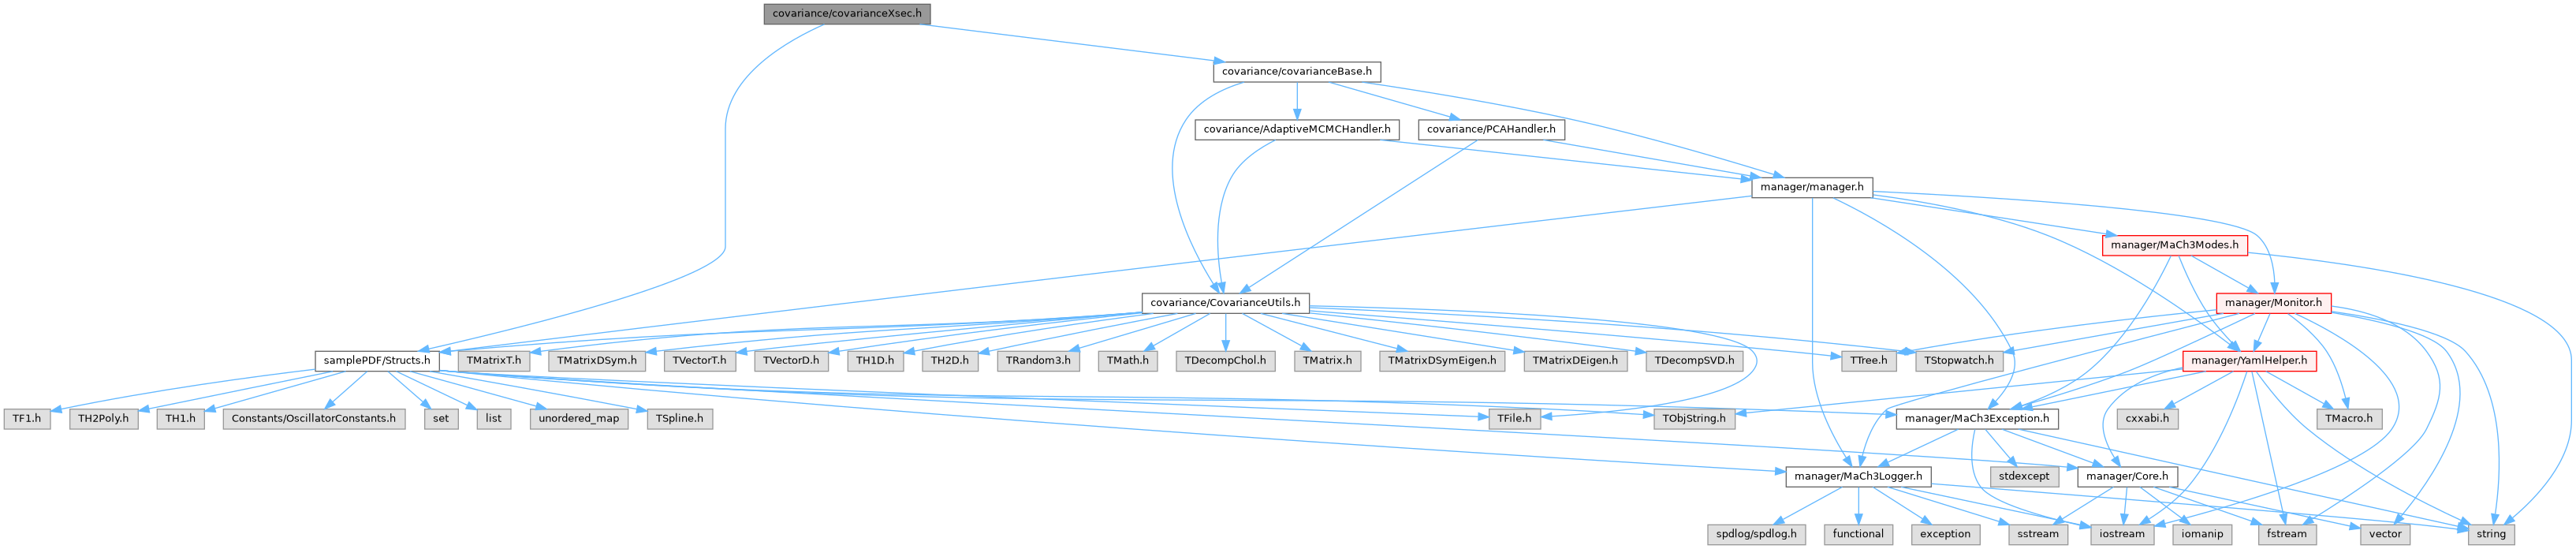 covariance/covarianceXsec.h
covariance/covarianceBase.h
covariance/AdaptiveMCMCHandler.h
covariance/PCAHandler.h
manager/manager.h
manager/MaCh3Modes.h
covariance/CovarianceUtils.h
manager/Monitor.h
samplePDF/Structs.h
TMatrixT.h
TMatrixDSym.h
TVectorT.h
TVectorD.h
TH1D.h
TH2D.h
TRandom3.h
TMath.h
TDecompChol.h
TMatrix.h
TMatrixDSymEigen.h
TMatrixDEigen.h
TDecompSVD.h
TTree.h
TStopwatch.h
manager/YamlHelper.h
TF1.h
TH2Poly.h
TH1.h
Constants/OscillatorConstants.h
set
list
unordered_map
TSpline.h
TFile.h
TObjString.h
manager/MaCh3Exception.h
cxxabi.h
TMacro.h
manager/MaCh3Logger.h
stdexcept
manager/Core.h
spdlog/spdlog.h
functional
exception
sstream
iostream
iomanip
fstream
vector
string